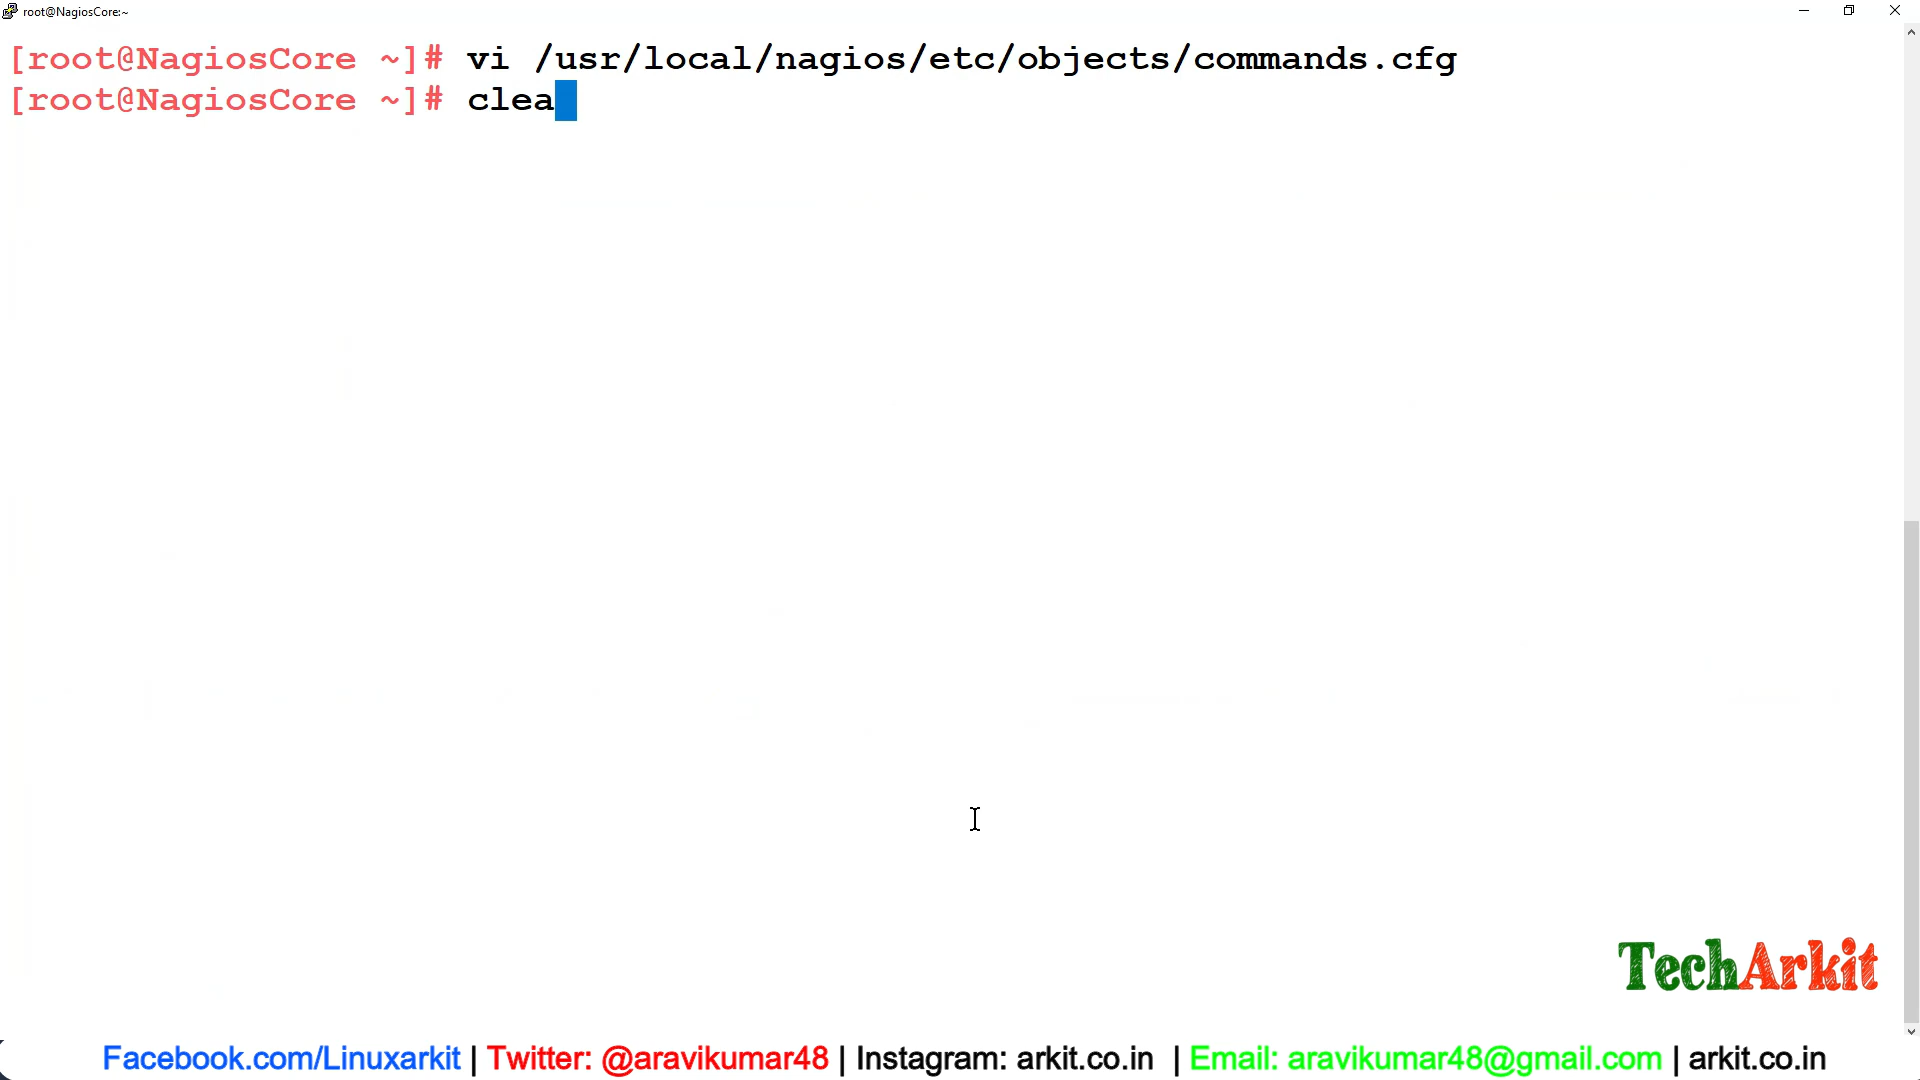 root@NagiosCore:~
[root@NagiosCore ~]# vi /usr/local/nagios/etc/objects/commands.cfg
[root@NagiosCore ~]# clea
TechArkit
Facebook.com/Linuxarkit | Twitter: @aravikumar48 | Instagram: arkit.co.in | Email: aravikumar48@gmail.com | arkit.co.in